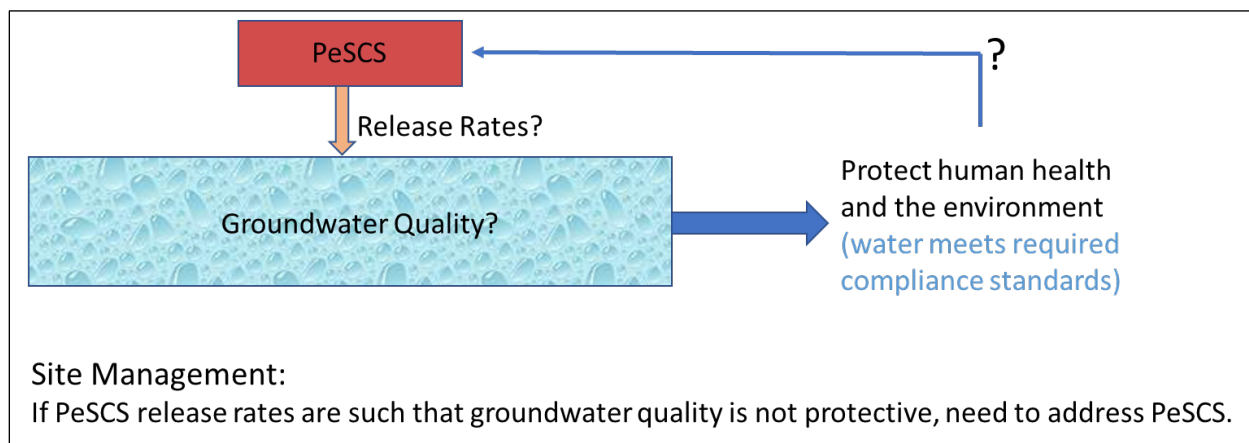 PeSCS
?
Release Rates?
Groundwater Quality?
Protect human health
and the environment
(water meets required
compliance standards)
Site Management:
If PeSCS release rates are such that groundwater quality is not protective, need to address PeSCS.